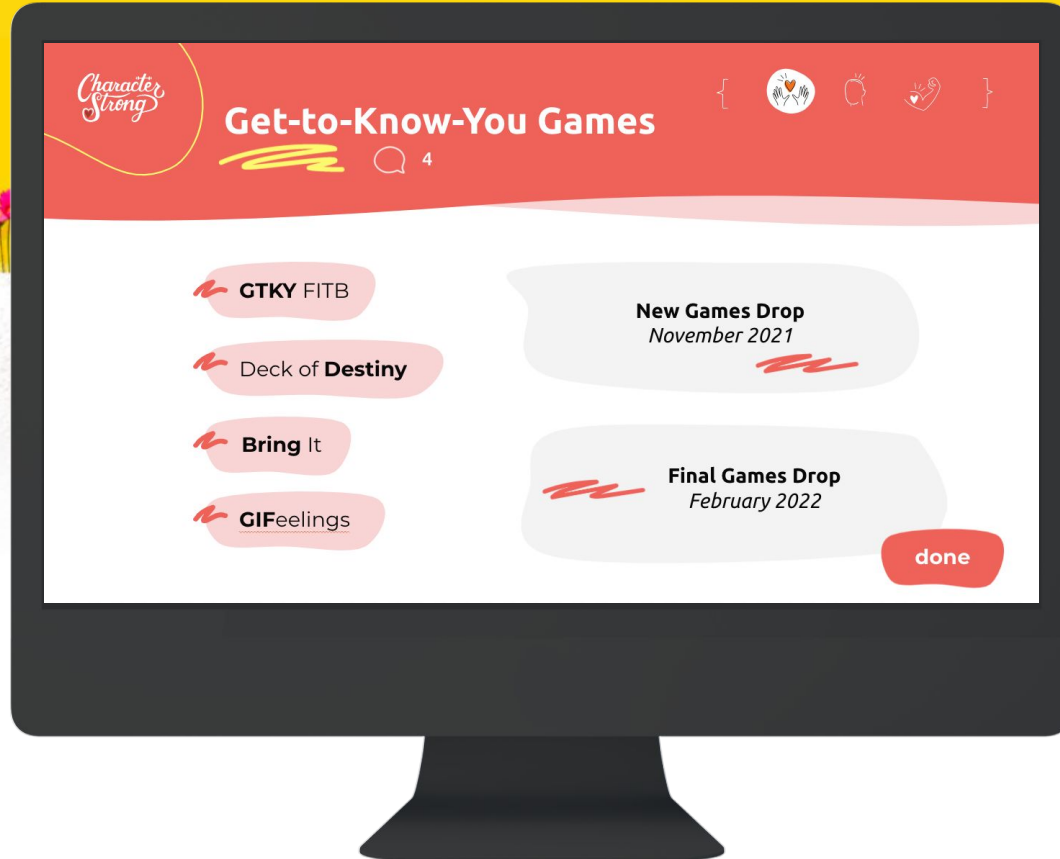 Character
Strong
Get-to-Know-You Games
4
GTKY FITB
Deck of Destiny
Bring It
GIFeelings
New Games Drop
November 2021
Final Games Drop
February 2022
done